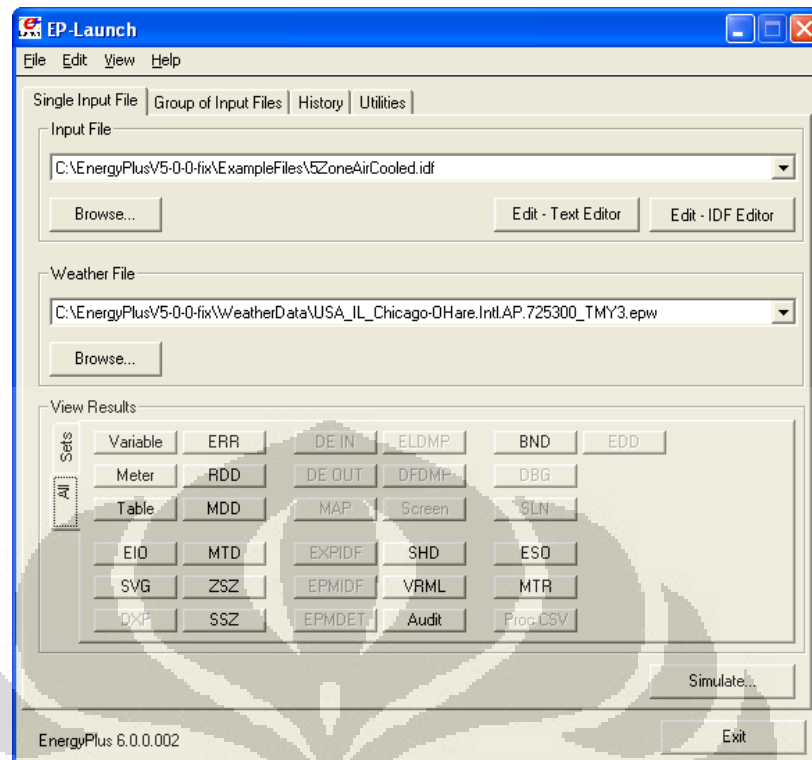 EP-Launch
File Edit View Help
Single Input File Group of Input Files History Utilities
Input File
C:\EnergyPlusV5-0-0-fix\ExampleFiles\5ZoneAirCooled.idf
Browse... Edit - Text Editor Edit - IDF Editor
Weather File
C:\EnergyPlusV5-0-0-fix\WeatherData\USA_IL_Chicago-OHare.Intl.AP.725300_TMY3.epw
Browse...
View Results
Sets
All
Variable ERR DE IN ELDMP BND EDD
Meter RDD DE OUT DFDMP DBG
Table MDD MAP Screen SLN
EIO MTD EXPIDF SHD ESO
SVG ZSZ EPMIDF VRML MTR
DXF SSZ EPMDET Audit Proc CSV
Simulate...
EnergyPlus 6.0.0.002 Exit